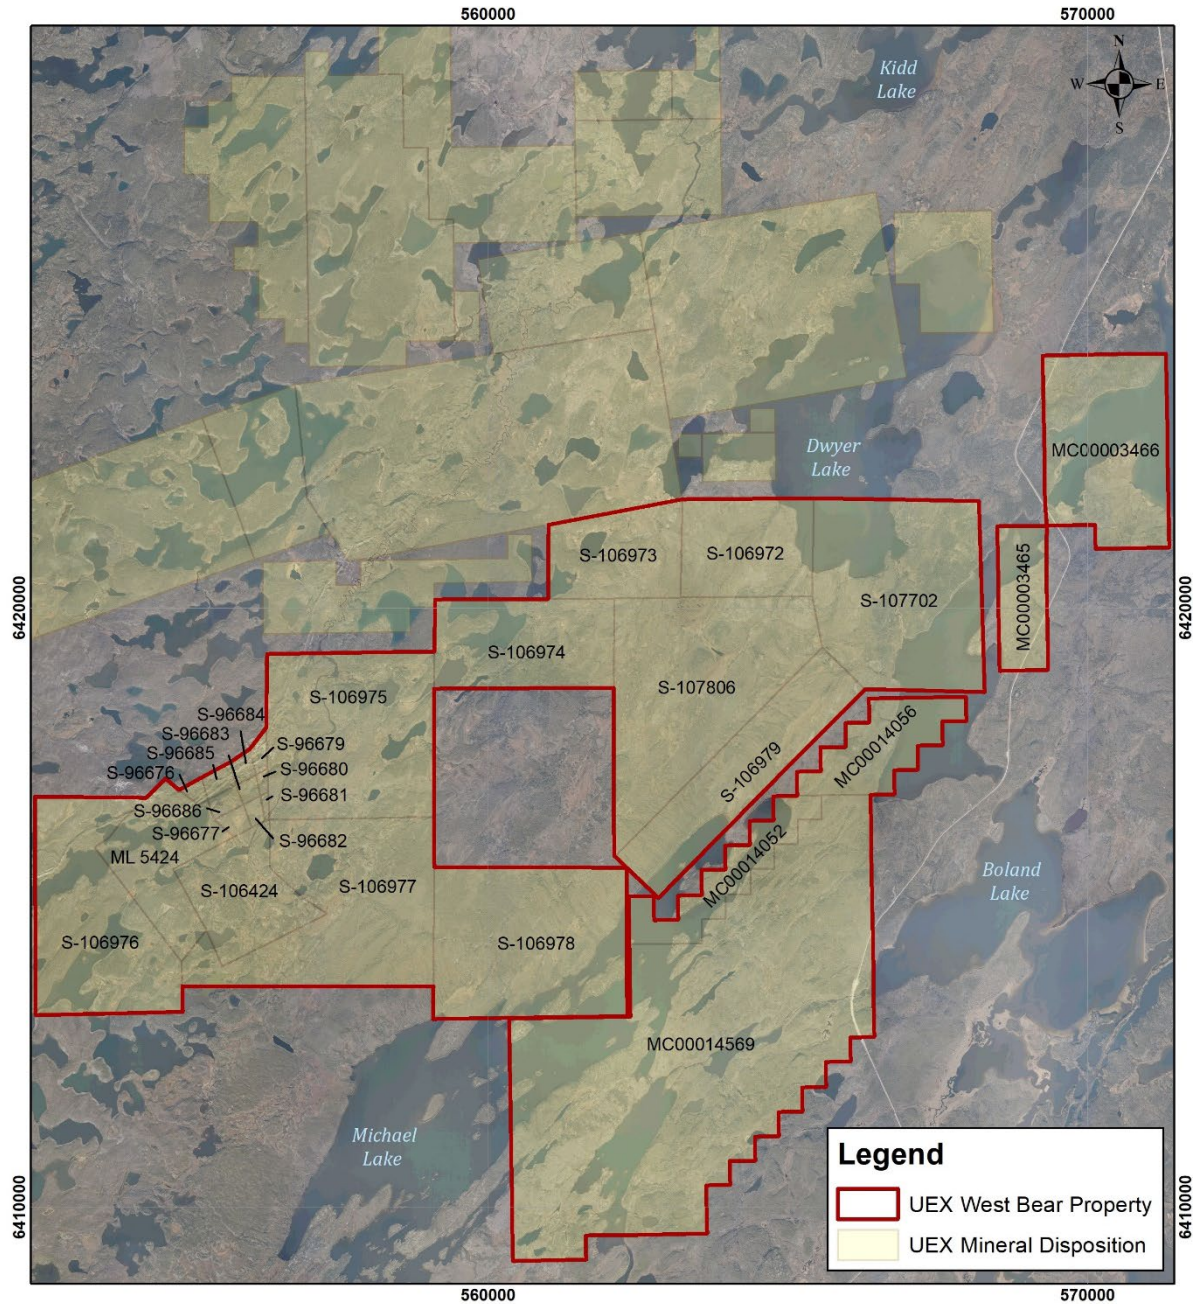 560000
570000
Kidd
Lake
N
W
E
S
MC00003466
Dwyer
Lake
S-106973
S-106972
S-107702
MC00003465
6420000
6420000
S-106974
S-107806
S-106975
S-96684
S-96683
S-96685
S-96676
S-96679
S-96680
S-96681
S-96686
S-96677
S-96682
ML 5424
S-106424
S-106977
S-106976
S-106978
S-106979
MC00014056
MC00014052
Boland
Lake
MC00014569
Michael
Lake
6410000
6410000
Legend
UEX West Bear Property
UEX Mineral Disposition
560000
570000